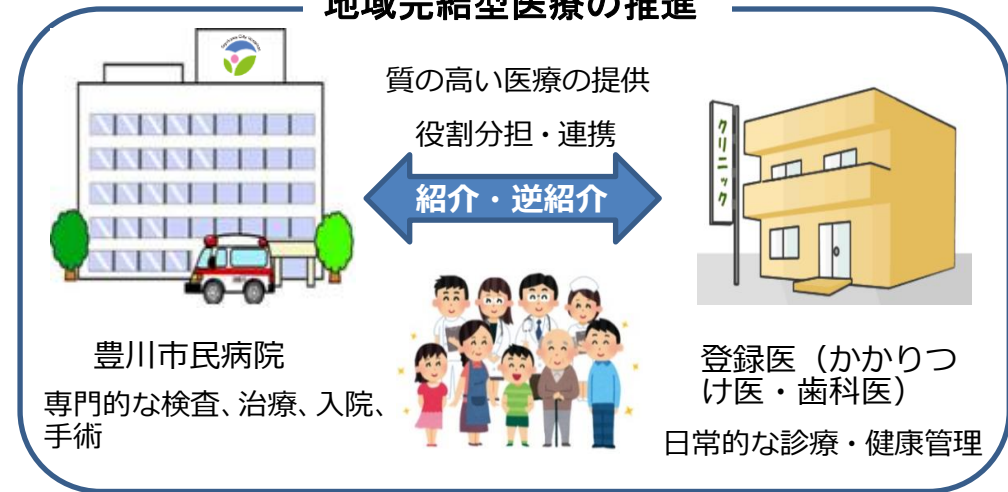 地域完結型医療の推進
質の高い医療の提供
役割分担・連携
紹介・逆紹介
クリニック
豊川市民病院
専門的な検査、治療、入院、
手術
登録医（かかりつ
け医・歯科医）
日常的な診療・健康管理